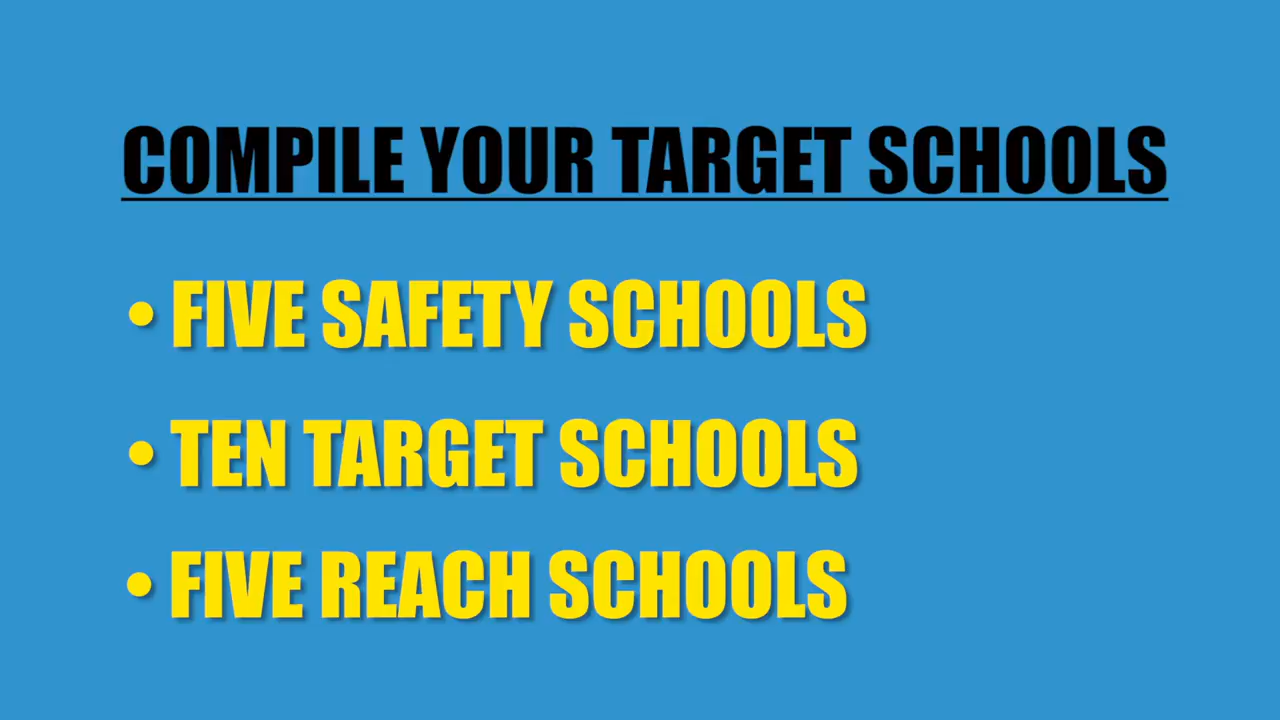 COMPILE YOUR TARGET SCHOOLS
• FIVE SAFETY SCHOOLS
• TEN TARGET SCHOOLS
• FIVE REACH SCHOOLS